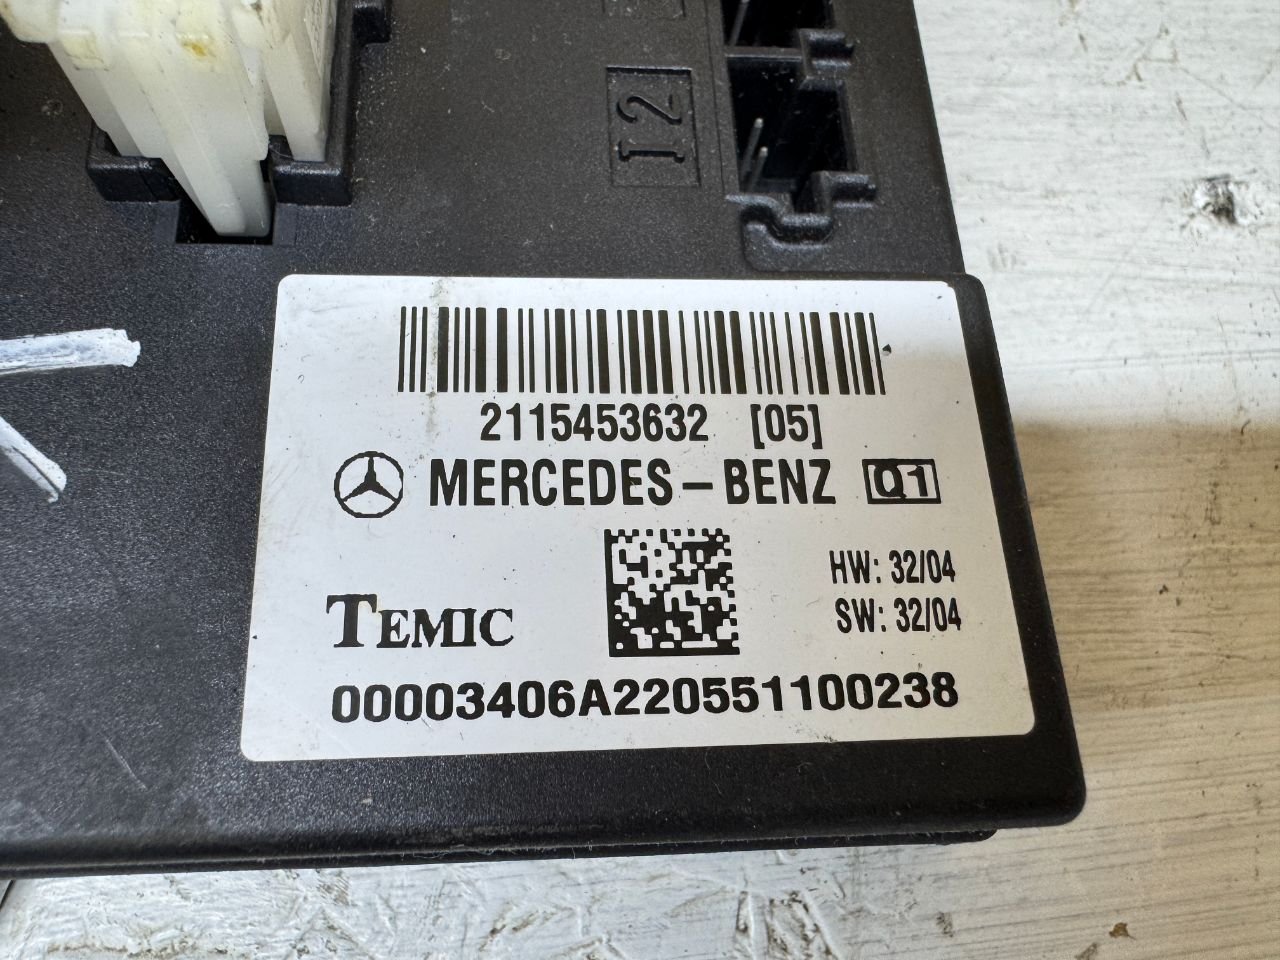 I2
2115453632 [05]
MERCEDES-BENZ Q1
HW: 32/04
TEMIC
SW: 32/04
00003406A220551100238